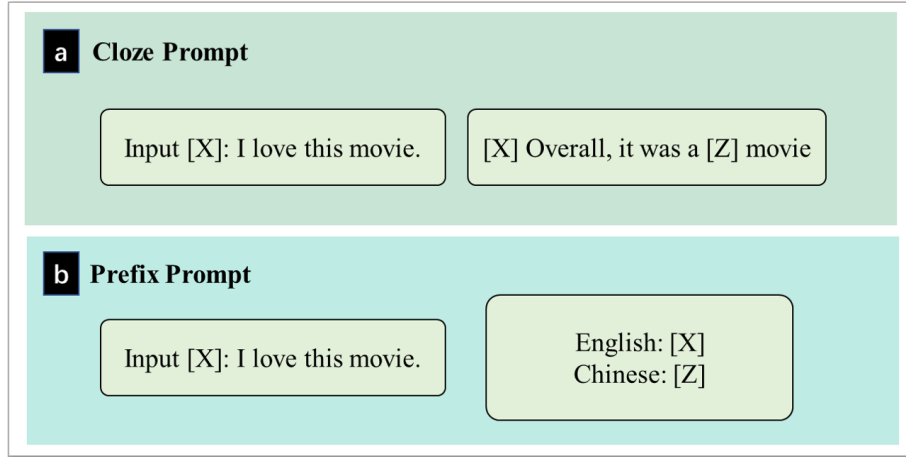 a Cloze Prompt
Input [X]: I love this movie.
[X] Overall, it was a [Z] movie
b Prefix Prompt
Input [X]: I love this movie.
English: [X]
Chinese: [Z]